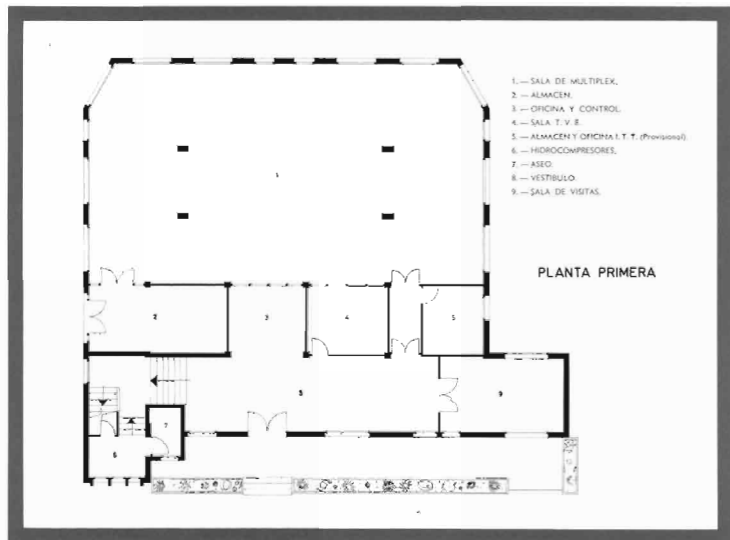 1. — SALA DE MULTIPLEX.
2. — ALMACEN.
3. — OFICINA Y CONTROL.
4. — SALA T. V. E.
5. — ALMACEN Y OFICINA I. T. T. (Provisional)
6. — HIDROCOMPRESORES.
7. — ASEO.
8. — VESTIBULO.
9. — SALA DE VISITAS.
1
PLANTA PRIMERA
2
3
4
5
8
9
7
6